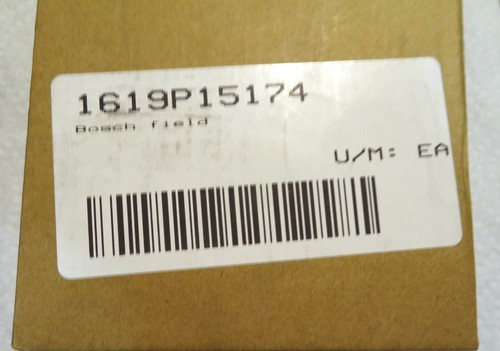 1619P15174
Bosch field
U/M: EA